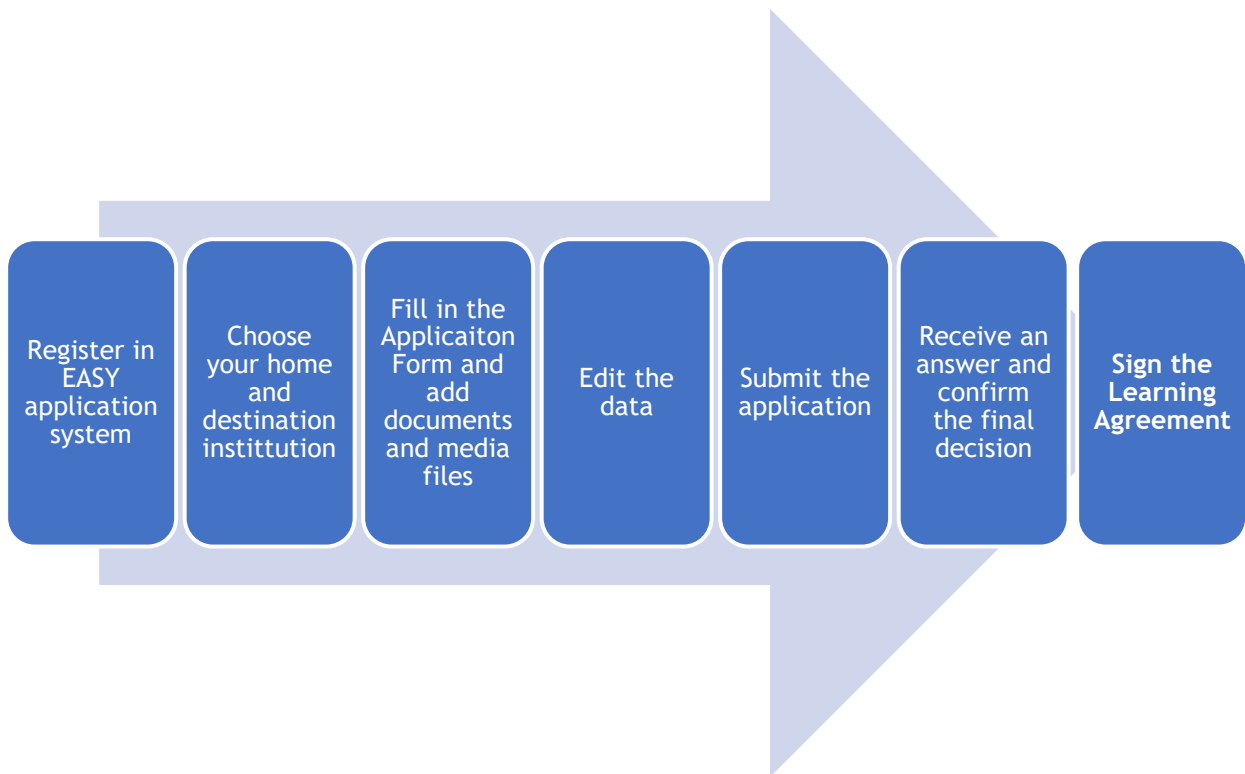 Register in
EASY
application
system
Choose
your home
and
destination
instittution
Fill in the
Applicaiton
Form and
add
documents
and media
files
Edit the
data
Submit the
application
Receive an
answer and
confirm
the final
decision
Sign the
Learning
Agreement